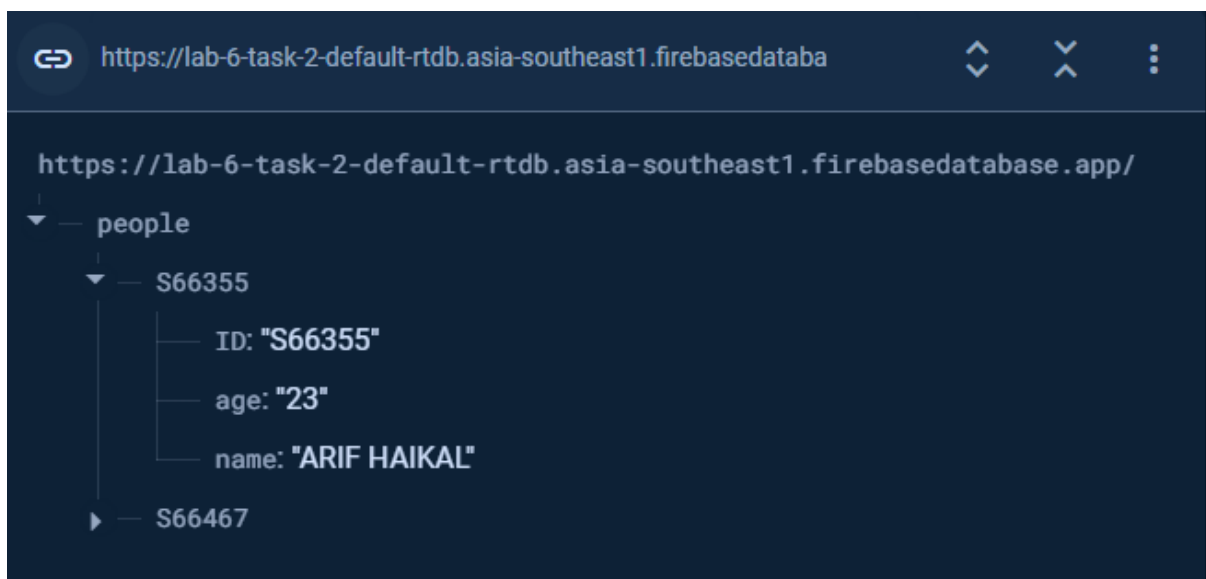 https://lab-6-task-2-default-rtdb.asia-southeast1.firebasedataba
https://lab-6-task-2-default-rtdb.asia-southeast1.firebasedatabase.app/
people
S66355
ID: "S66355"
age: "23"
name: "ARIF HAIKAL"
S66467